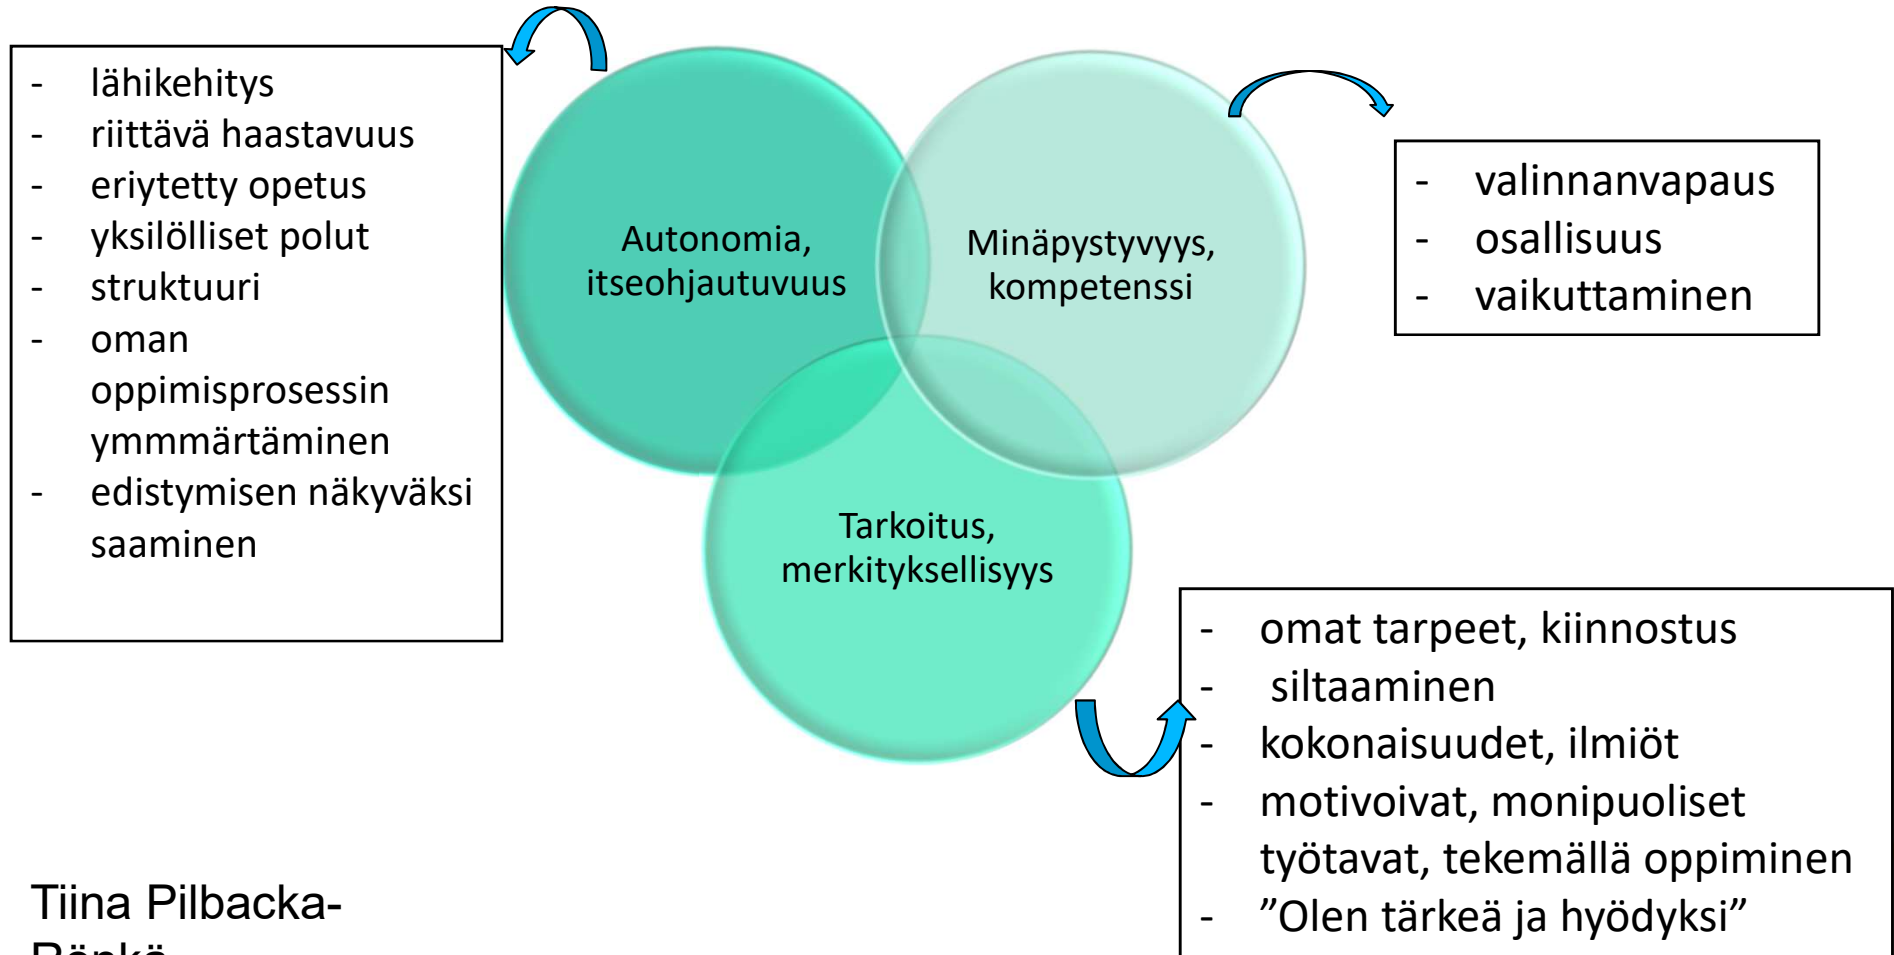 - lähikehitys
- riittävä haastavuus
- eriytetty opetus
- yksilölliset polut
- struktuuri
- oman
oppimisprosessin
ymmmärtäminen
- edistymisen näkyväksi
saaminen
Autonomia,
itseohjautuvuus
Minäpystyvyys,
kompetenssi
- valinnanvapaus
- osallisuus
- vaikuttaminen
Tarkoitus,
merkityksellisyys
- omat tarpeet, kiinnostus
- siltaaminen
- kokonaisuudet, ilmiöt
- motivoivat, monipuoliset
työtavat, tekemällä oppiminen
- ”Olen tärkeä ja hyödyksi”
Tiina Pilbacka-